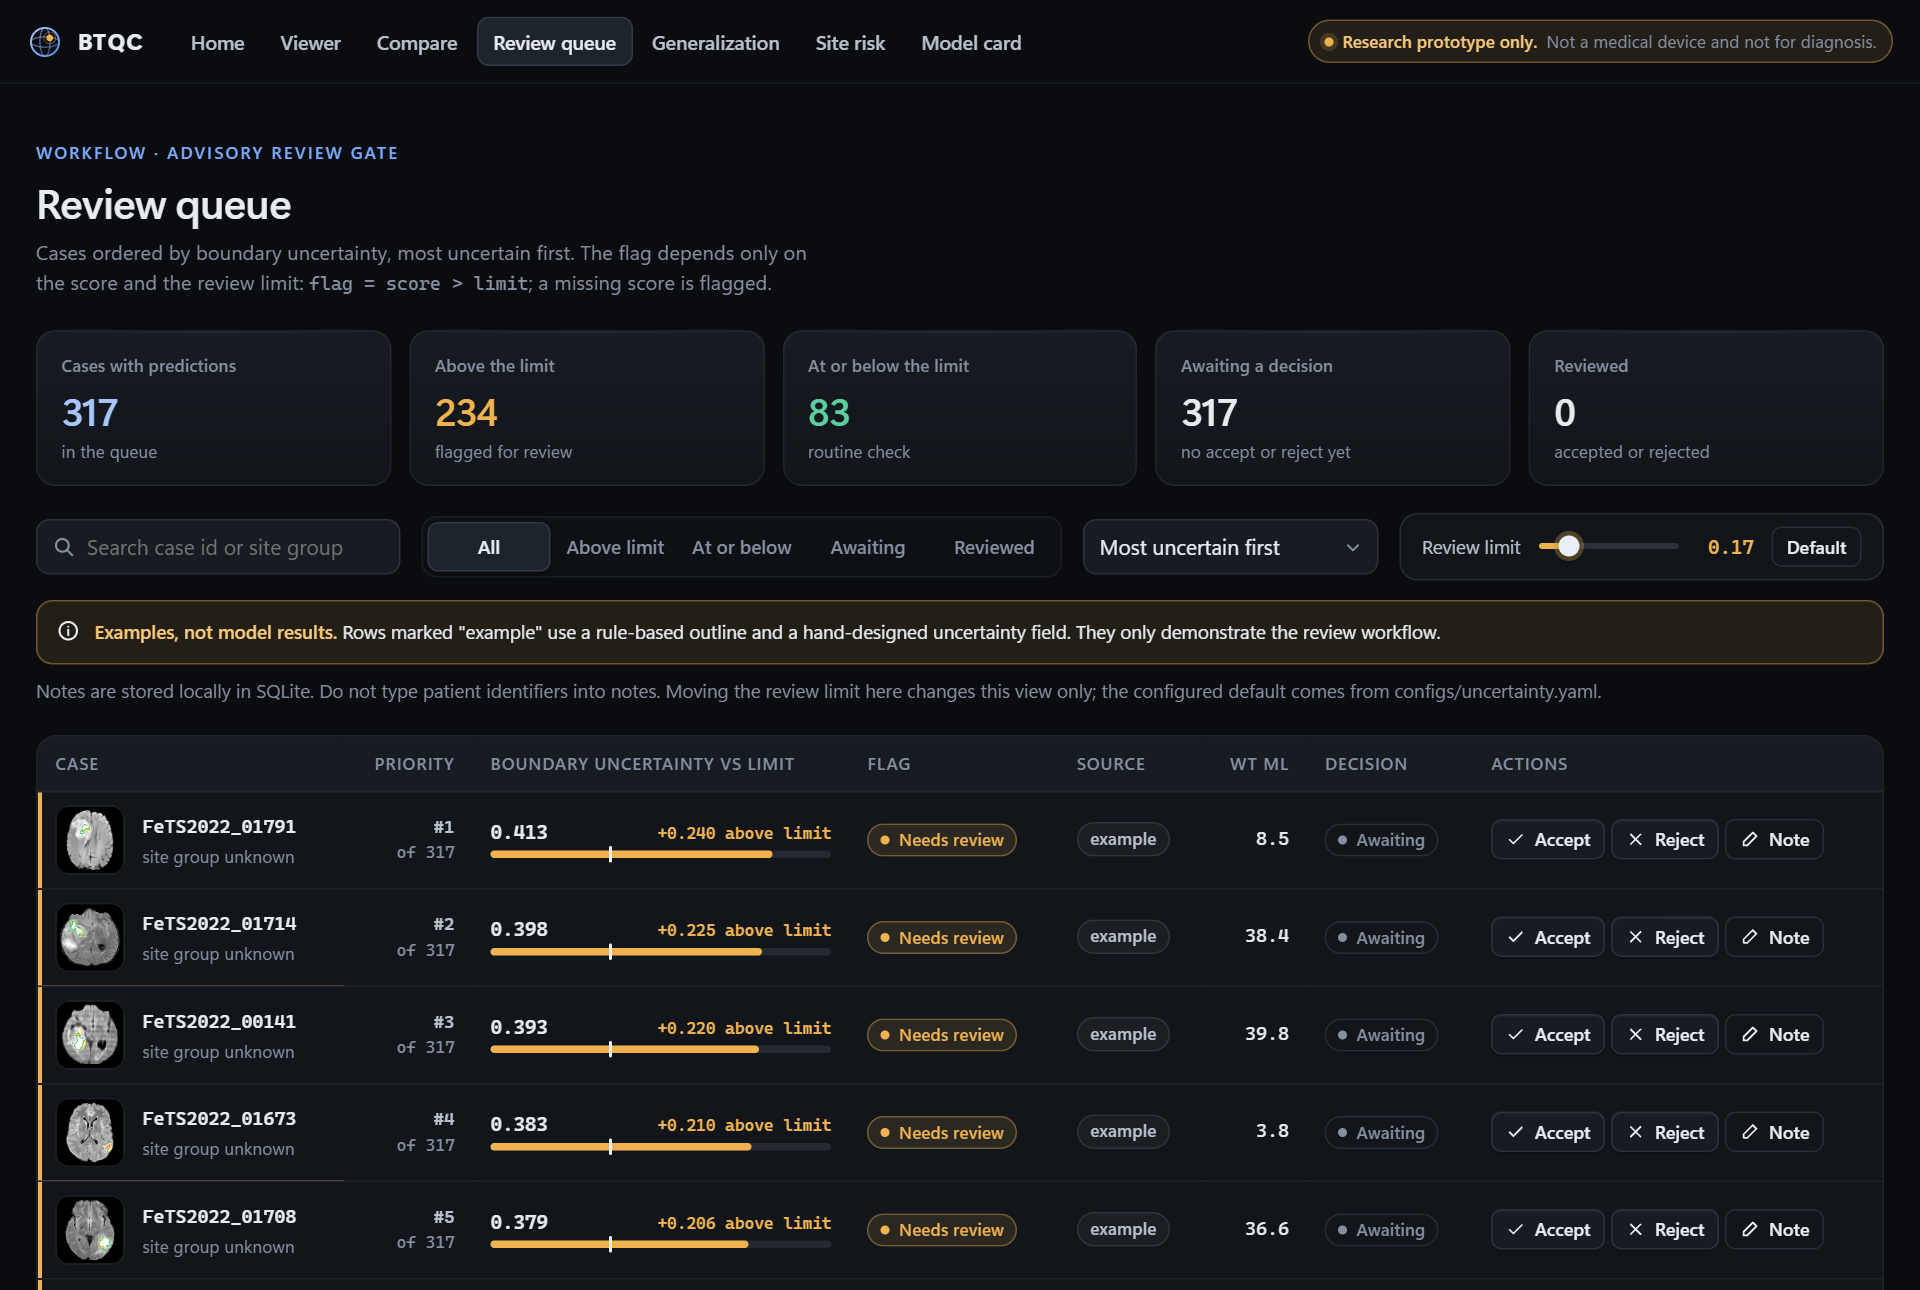 BTQC
Home Viewer Compare Review queue Generalization Site risk Model card
Research prototype only. Not a medical device and not for diagnosis.
WORKFLOW · ADVISORY REVIEW GATE
Review queue
Cases ordered by boundary uncertainty, most uncertain first. The flag depends only on
the score and the review limit: flag = score > limit; a missing score is flagged.
Cases with predictions
317
in the queue
Above the limit
234
flagged for review
At or below the limit
83
routine check
Awaiting a decision
317
no accept or reject yet
Reviewed
0
accepted or rejected
Search case id or site group
All Above limit At or below Awaiting Reviewed
Most uncertain first
Review limit 0.17 Default
Examples, not model results. Rows marked "example" use a rule-based outline and a hand-designed uncertainty field. They only demonstrate the review workflow.
Notes are stored locally in SQLite. Do not type patient identifiers into notes. Moving the review limit here changes this view only; the configured default comes from configs/uncertainty.yaml.
CASE PRIORITY BOUNDARY UNCERTAINTY VS LIMIT FLAG SOURCE WT ML DECISION ACTIONS
FeTS2022_01791 #1 0.413 +0.240 above limit Needs review example 8.5 Awaiting Accept Reject Note
site group unknown of 317
FeTS2022_01714 #2 0.398 +0.225 above limit Needs review example 38.4 Awaiting Accept Reject Note
site group unknown of 317
FeTS2022_00141 #3 0.393 +0.220 above limit Needs review example 39.8 Awaiting Accept Reject Note
site group unknown of 317
FeTS2022_01673 #4 0.383 +0.210 above limit Needs review example 3.8 Awaiting Accept Reject Note
site group unknown of 317
FeTS2022_01708 #5 0.379 +0.206 above limit Needs review example 36.6 Awaiting Accept Reject Note
site group unknown of 317